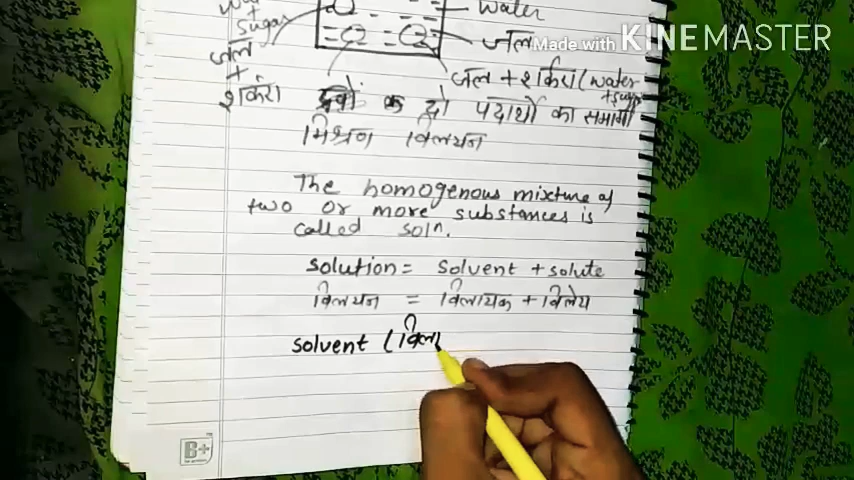 water
sugar
जल
जल
+
शर्करा
जल + शर्करा (water
+ sugar
दो पदार्थो का समांगी
मिश्रण विलयन
The homogenous mixture of
two or more substances is
called soln.
solution = solvent + solute
विलयन = विलायक + विलेय
solvent (विला
B+
Made with KINEMASTER